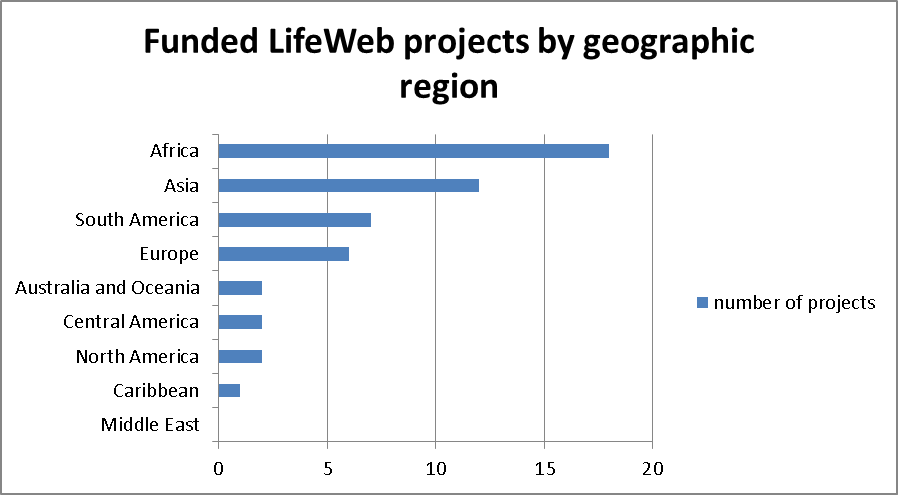 Funded LifeWeb projects by geographic
region
Africa
Asia
South America
Europe
Australia and Oceania
Central America
North America
Caribbean
Middle East
0 5 10 15 20
number of projects